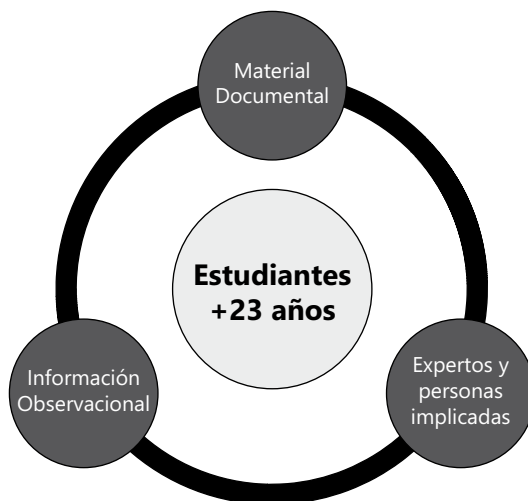 Material
Documental
Estudiantes
+23 años
Información
Observacional
Expertos y
personas
implicadas